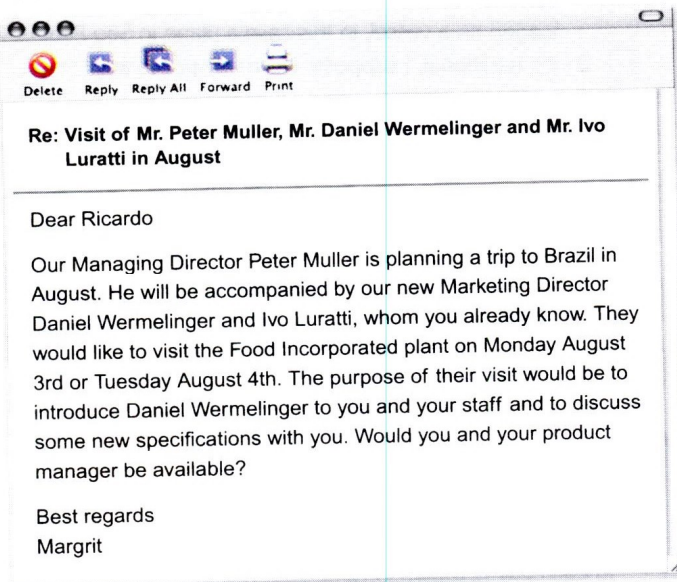 Delete Reply Reply All Forward Print
Re: Visit of Mr. Peter Muller, Mr. Daniel Wermelinger and Mr. Ivo
Luratti in August
Dear Ricardo
Our Managing Director Peter Muller is planning a trip to Brazil in
August. He will be accompanied by our new Marketing Director
Daniel Wermelinger and Ivo Luratti, whom you already know. They
would like to visit the Food Incorporated plant on Monday August
3rd or Tuesday August 4th. The purpose of their visit would be to
introduce Daniel Wermelinger to you and your staff and to discuss
some new specifications with you. Would you and your product
manager be available?
Best regards
Margrit